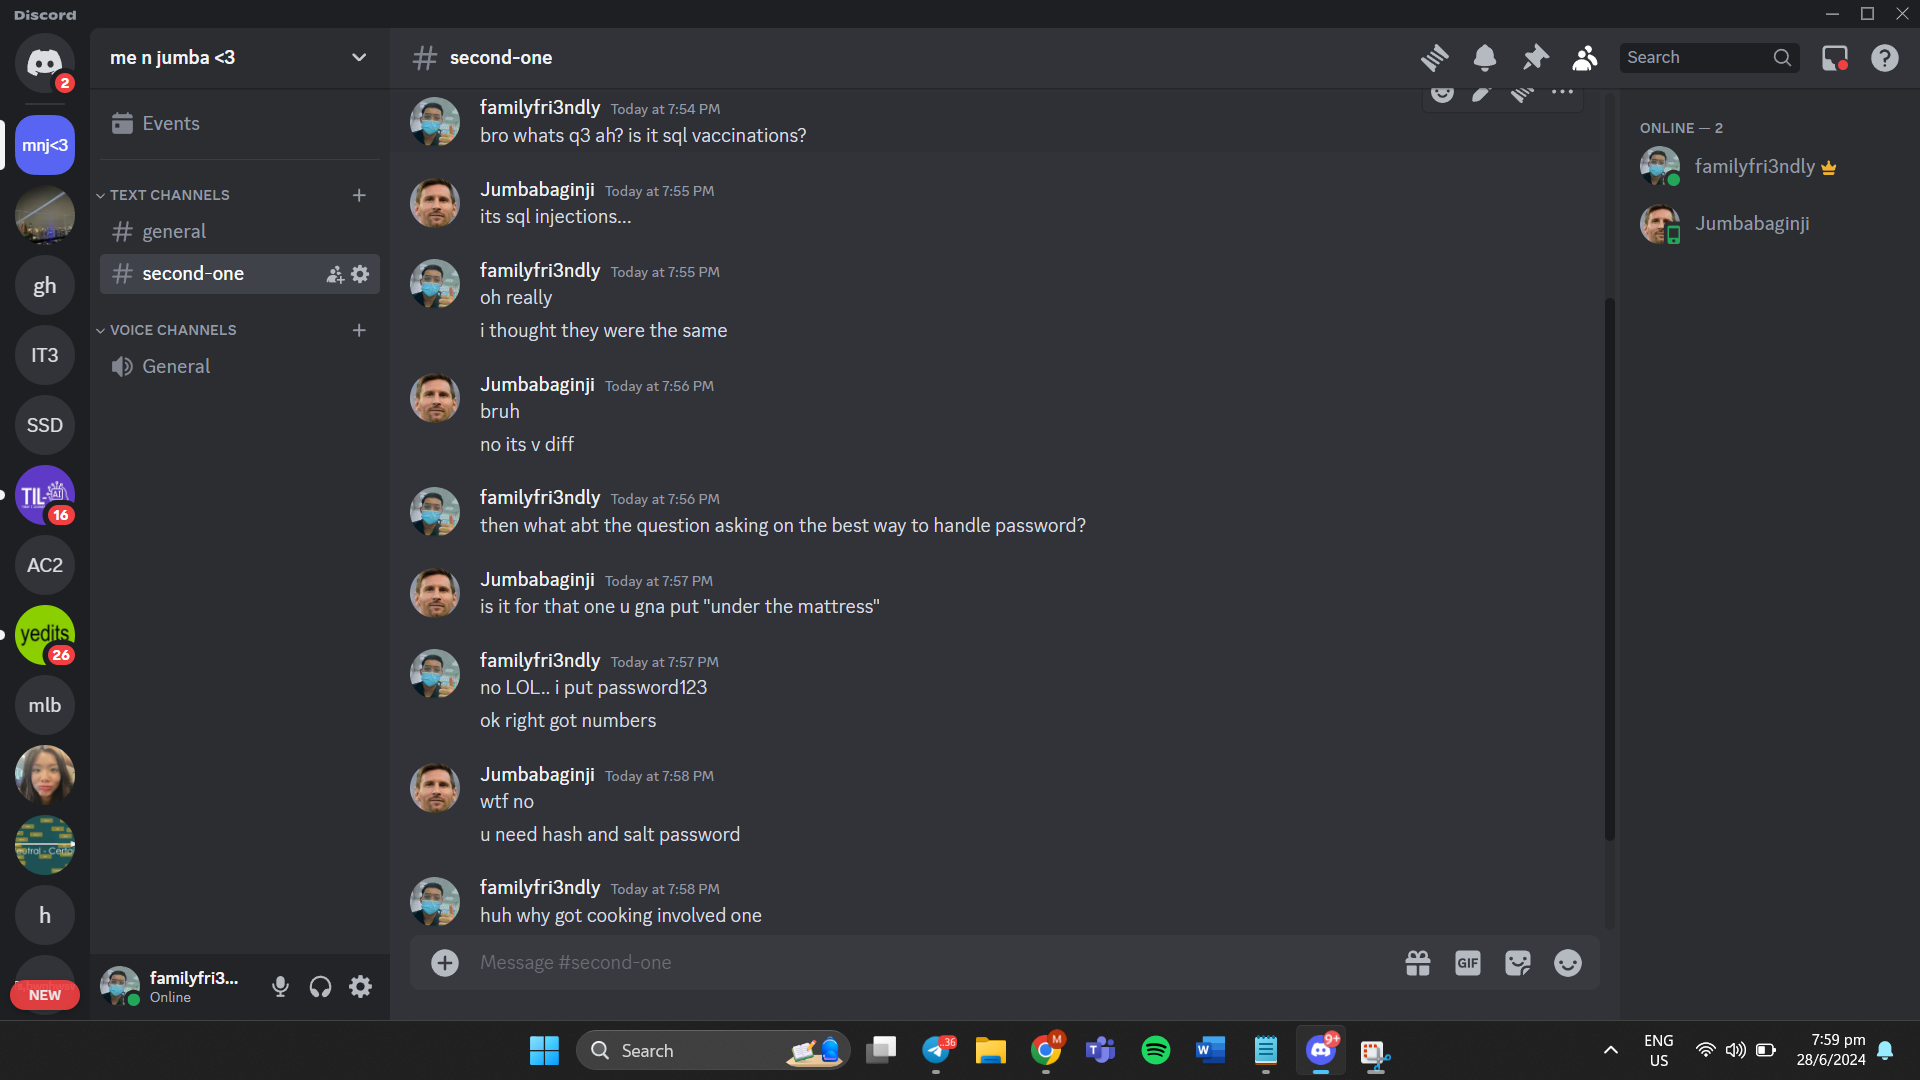 Discord
2
me n jumba <3
second-one
Search
Events
mnj<3
TEXT CHANNELS
general
second-one
gh
IT3
VOICE CHANNELS
General
SSD
TIL-AI
16
AC2
yedits
26
mlb
h
NEW
familyfri3...
Online
familyfri3ndly Today at 7:54 PM
bro whats q3 ah? is it sql vaccinations?
Jumbabaginji Today at 7:55 PM
its sql injections...
familyfri3ndly Today at 7:55 PM
oh really
i thought they were the same
Jumbabaginji Today at 7:56 PM
bruh
no its v diff
familyfri3ndly Today at 7:56 PM
then what abt the question asking on the best way to handle password?
Jumbabaginji Today at 7:57 PM
is it for that one u gna put "under the mattress"
familyfri3ndly Today at 7:57 PM
no LOL.. i put password123
ok right got numbers
Jumbabaginji Today at 7:58 PM
wtf no
u need hash and salt password
familyfri3ndly Today at 7:58 PM
huh why got cooking involved one
Message #second-one
GIF
ONLINE — 2
familyfri3ndly
Jumbabaginji
Search
..36
M
T
W
9+
ENG
US
7:59 pm
28/6/2024